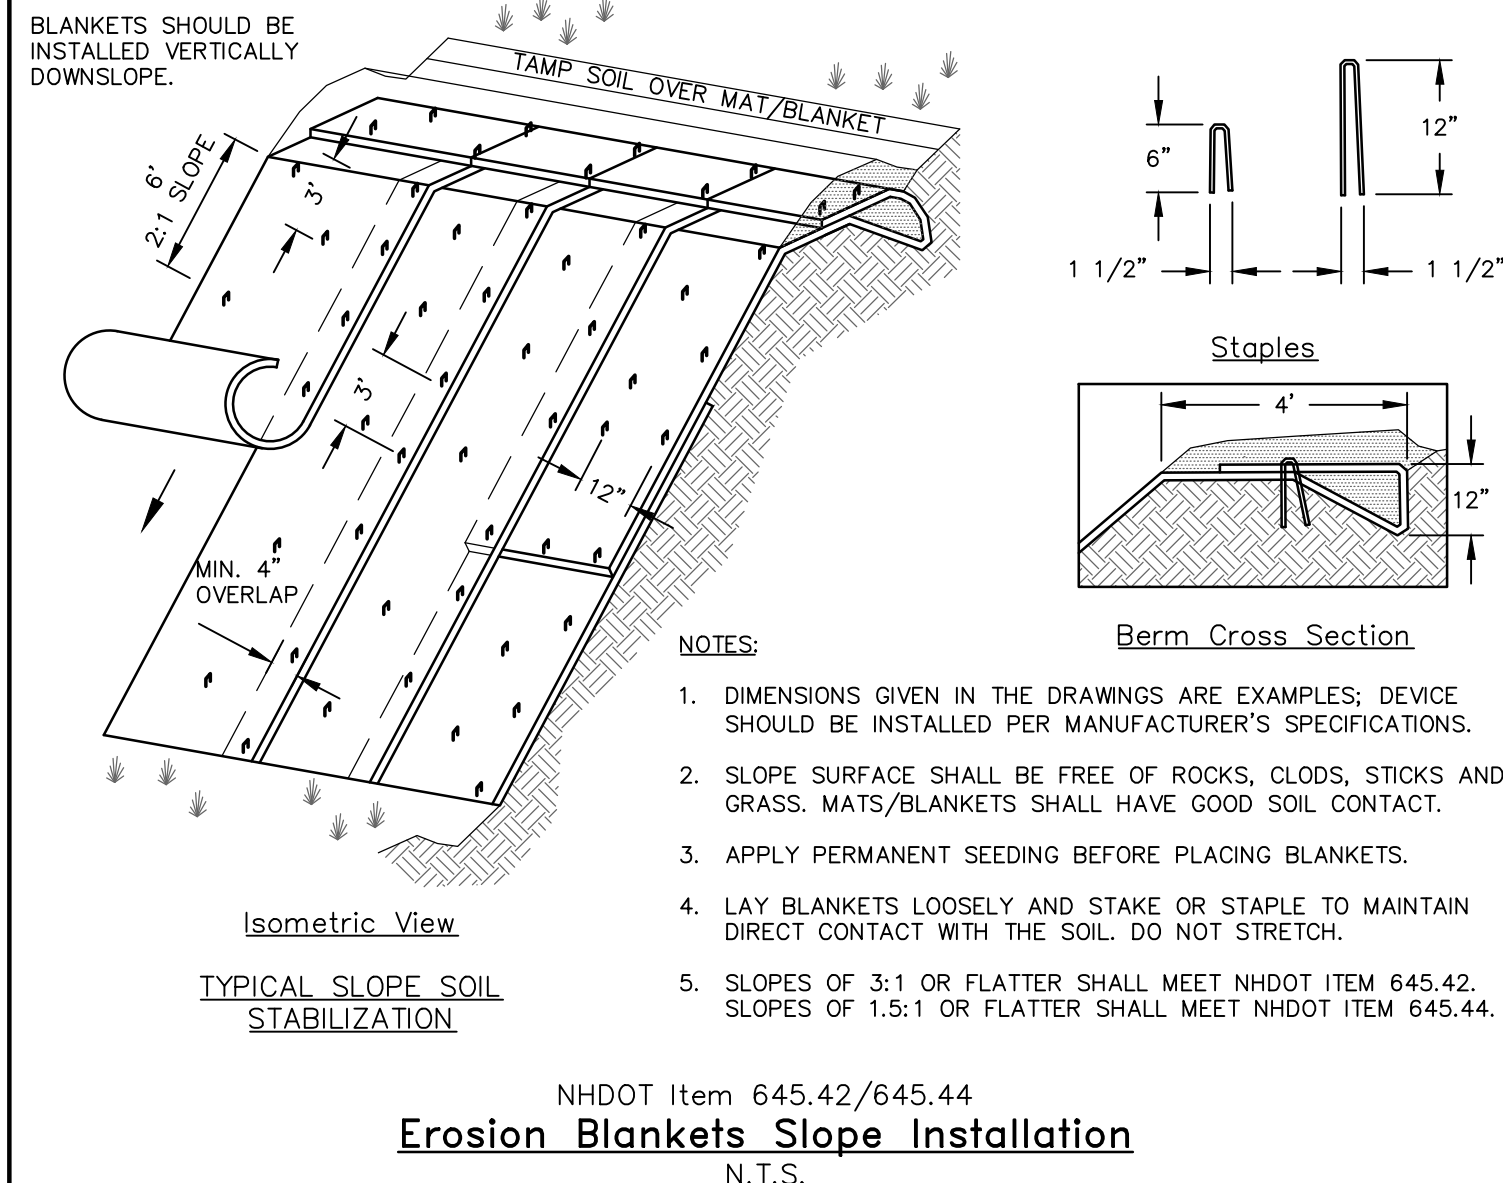 BLANKETS SHOULD BE
INSTALLED VERTICALLY
DOWNSLOPE.
TAMP SOIL OVER MAT/BLANKET
6'
2:1 SLOPE
3'
3'
12"
MIN. 4"
OVERLAP
Isometric View
TYPICAL SLOPE SOIL
STABILIZATION
6"
12"
1 1/2"
1 1/2"
Staples
4'
12"
Berm Cross Section
NOTES:
1. DIMENSIONS GIVEN IN THE DRAWINGS ARE EXAMPLES; DEVICE
SHOULD BE INSTALLED PER MANUFACTURER'S SPECIFICATIONS.
2. SLOPE SURFACE SHALL BE FREE OF ROCKS, CLODS, STICKS AND
GRASS. MATS/BLANKETS SHALL HAVE GOOD SOIL CONTACT.
3. APPLY PERMANENT SEEDING BEFORE PLACING BLANKETS.
4. LAY BLANKETS LOOSELY AND STAKE OR STAPLE TO MAINTAIN
DIRECT CONTACT WITH THE SOIL. DO NOT STRETCH.
5. SLOPES OF 3:1 OR FLATTER SHALL MEET NHDOT ITEM 645.42.
SLOPES OF 1.5:1 OR FLATTER SHALL MEET NHDOT ITEM 645.44.
NHDOT Item 645.42/645.44
Erosion Blankets Slope Installation
N.T.S.